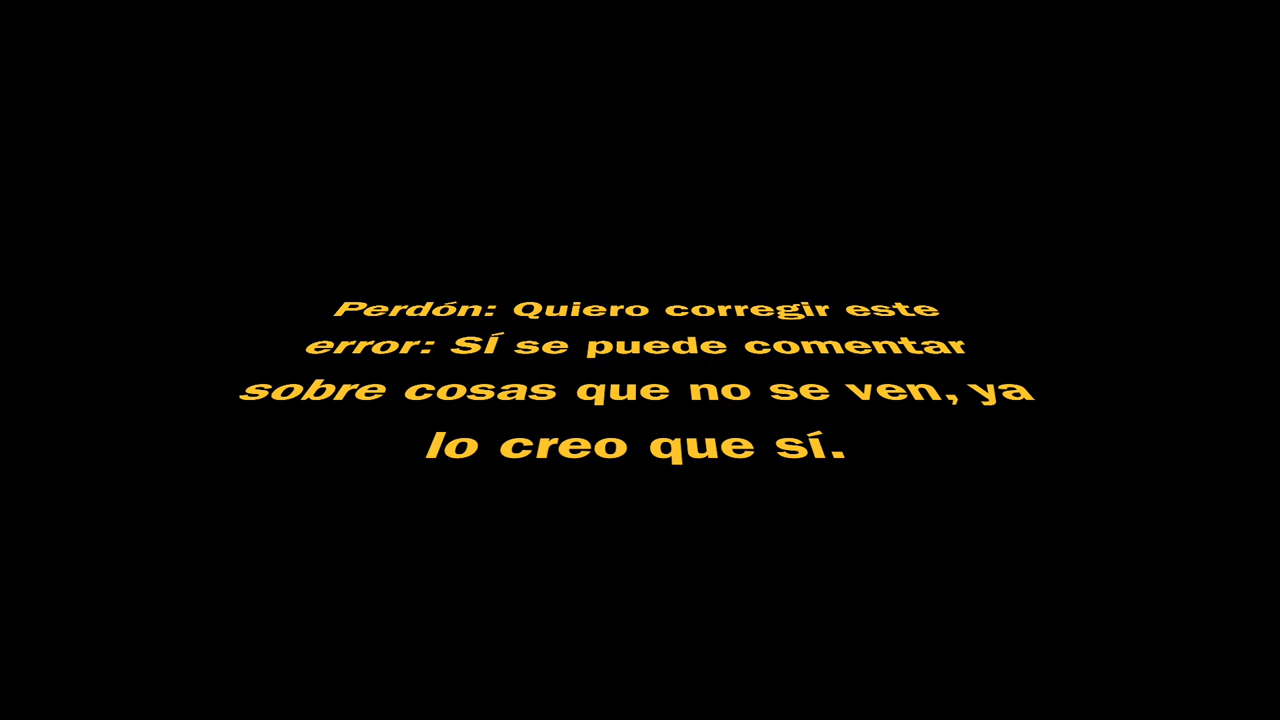 Perdón: Quiero corregir este
error: SÍ se puede comentar
sobre cosas que no se ven, ya
lo creo que sí.